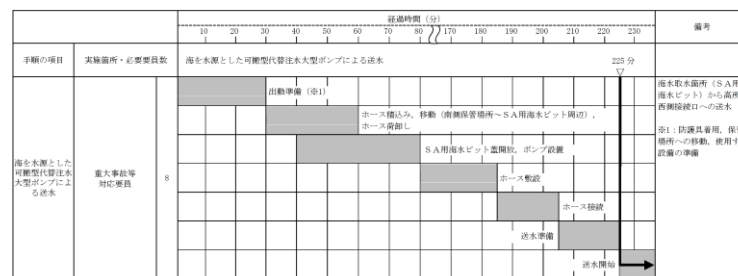 経過時間(分)
備考
10 20 30 40 50 60 70 80 170 180 190 200 210 220 230
手順の項目
実施箇所・必要要員数
海を水源とした可搬型代替注水大型ポンプによる送水
225 分
▽
海を水源とした
可搬型代替注水
大型ポンプによ
る送水
重大事故等
対応要員
8
出動準備(※1)
ホース積込み,移動(南側保管場所~SA用海水ピット周辺),
ホース荷卸し
SA用海水ピット蓋開放,ポンプ設置
ホース敷設
ホース接続
送水準備
送水開始
海水取水箇所(SA用
海水ピット)から高所
西側接続口への送水
※1:防護具着用,保管
場所への移動,使用す
設備の準備